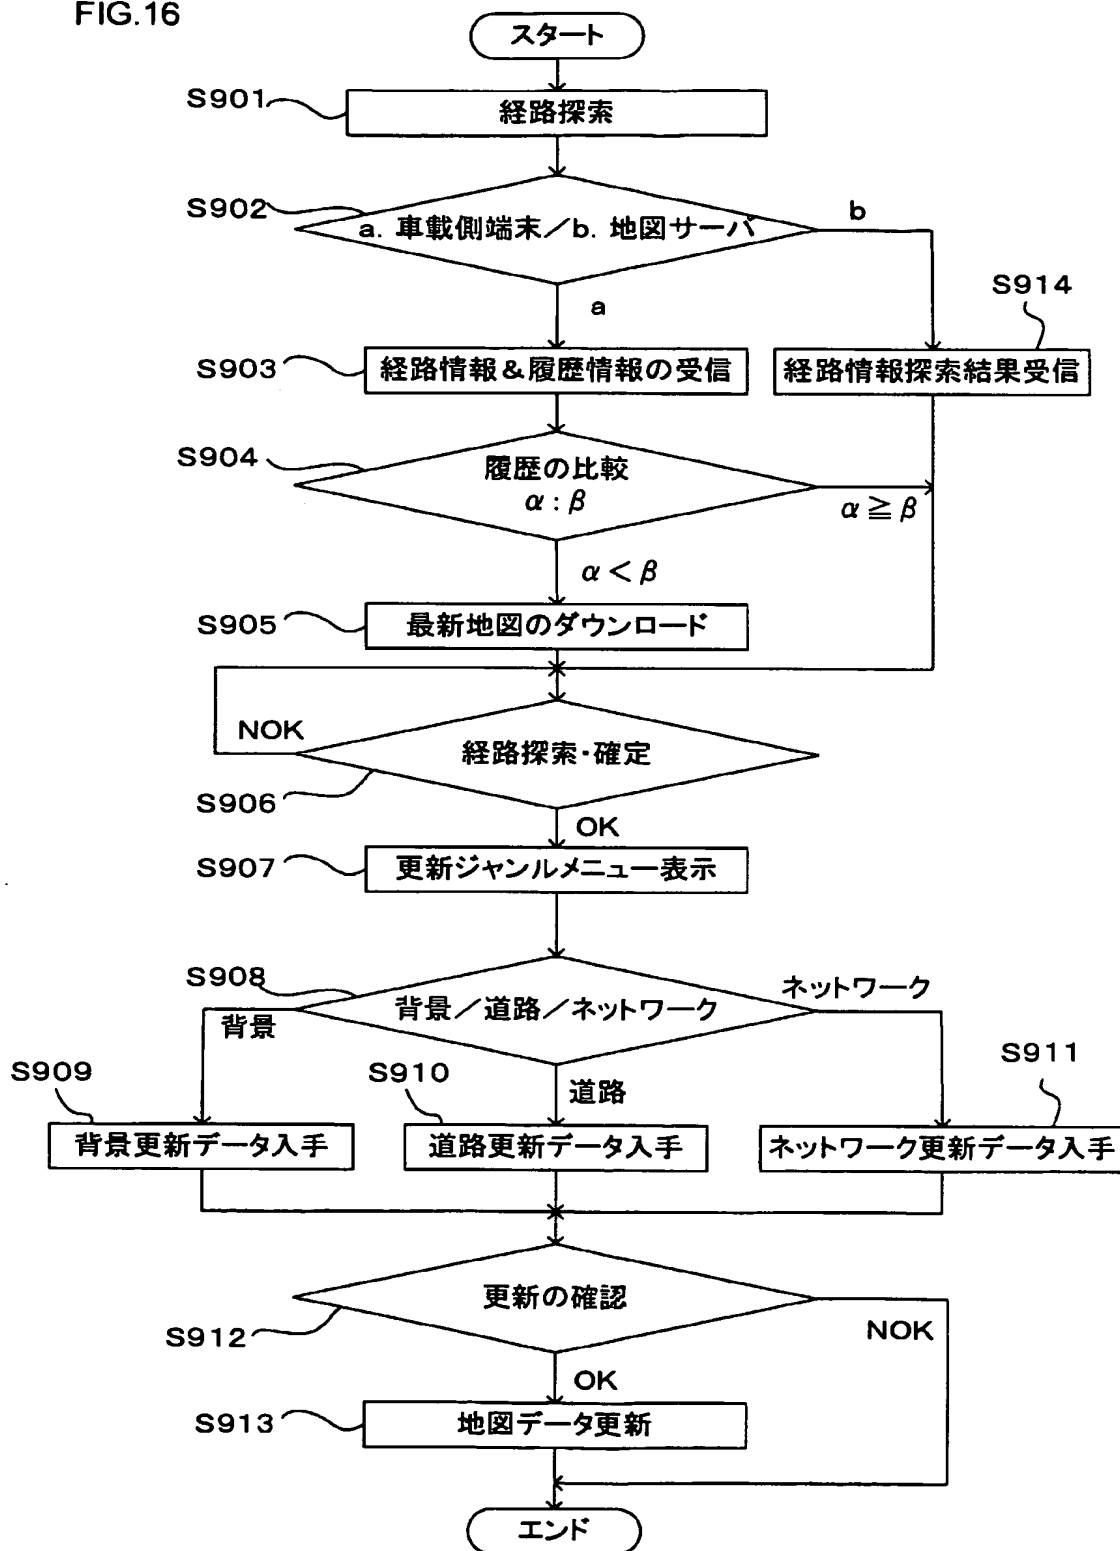 FIG.16
スタート
S901
経路探索
S902
a. 車載側端末／b. 地図サーバ
b
a
S914
S903
経路情報＆履歴情報の受信
経路情報探索結果受信
S904
履歴の比較
α：β
α≧β
α＜β
S905
最新地図のダウンロード
NOK
経路探索・確定
S906
OK
S907
更新ジャンルメニュー表示
S908
背景／道路／ネットワーク
ネットワーク
背景
道路
S909
S910
S911
背景更新データ入手
道路更新データ入手
ネットワーク更新データ入手
更新の確認
S912
NOK
OK
S913
地図データ更新
エンド